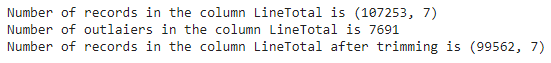 Number of records in the column LineTotal is (107253, 7)
Number of outlaiers in the column LineTotal is 7691
Number of records in the column LineTotal after trimming is (99562, 7)